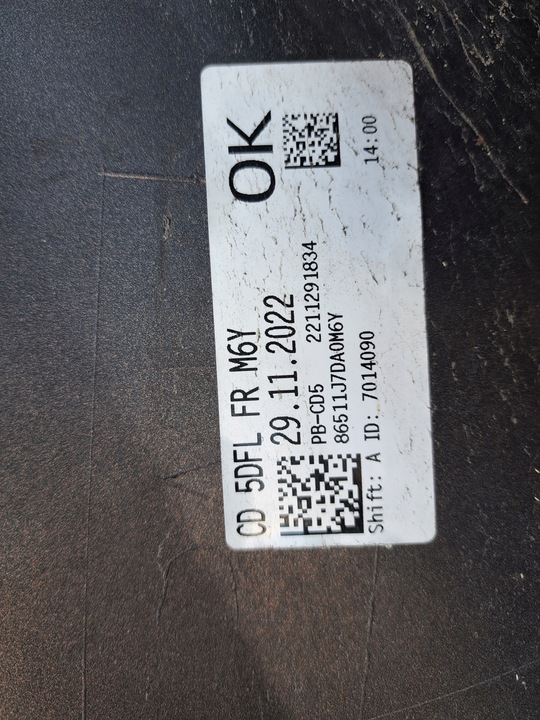 CD 5DFL FR M6Y
29.11.2022
OK
PB-CD5 2211291834
86511J7DA0M6Y
Shift: A ID: 7014090
14:00